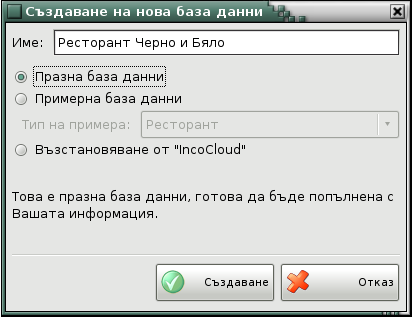 Създаване на нова база данни
Име: Ресторант Черно и Бяло
Празна база данни
Примерна база данни
Тип на примера: Ресторант
Възстановяване от "IncoCloud"
Това е празна база данни, готова да бъде попълнена с
Вашата информация.
Създаване Отказ